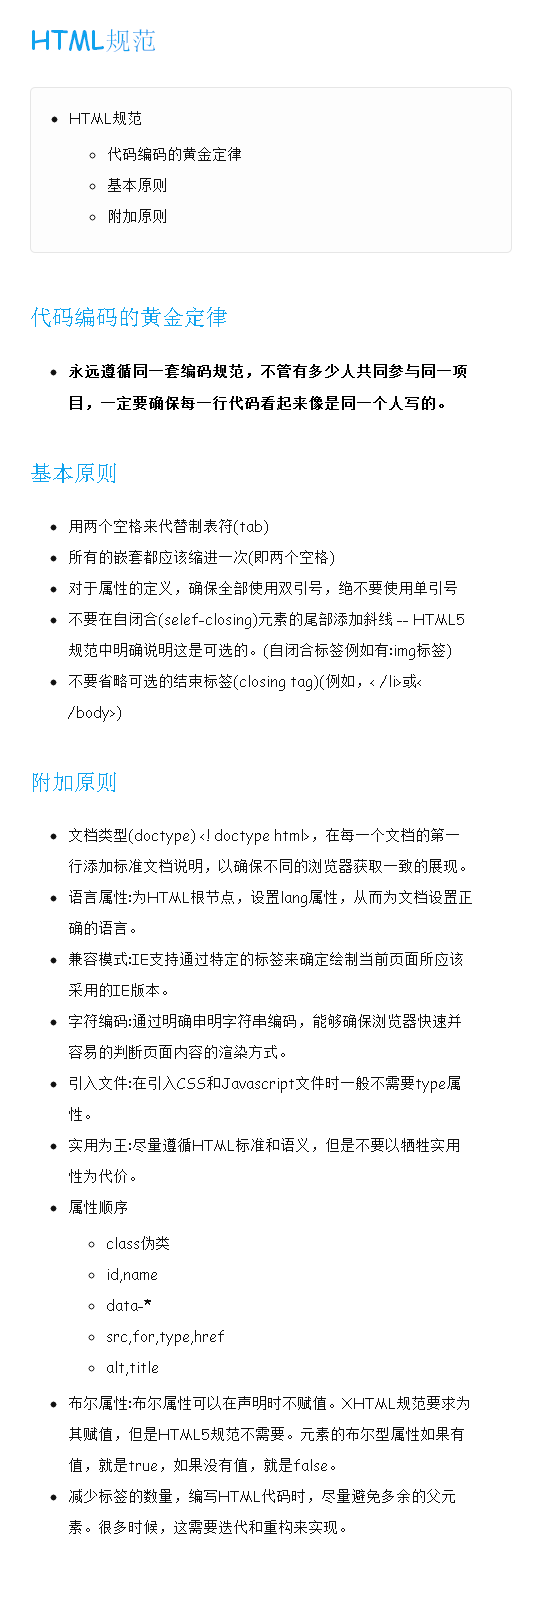 HTML规范
HTML规范
代码编码的黄金定律
基本原则
附加原则
代码编码的黄金定律
永远遵循同一套编码规范，不管有多少人共同参与同一项
目，一定要确保每一行代码看起来像是同一个人写的。
基本原则
用两个空格来代替制表符(tab)
所有的嵌套都应该缩进一次(即两个空格)
对于属性的定义，确保全部使用双引号，绝不要使用单引号
不要在自闭合(selef-closing)元素的尾部添加斜线 -- HTML5
规范中明确说明这是可选的。(自闭合标签例如有:img标签)
不要省略可选的结束标签(closing tag)(例如，< /li>或<
/body>)
附加原则
文档类型(doctype) <! doctype html>，在每一个文档的第一
行添加标准文档说明，以确保不同的浏览器获取一致的展现。
语言属性:为HTML根节点，设置lang属性，从而为文档设置正
确的语言。
兼容模式:IE支持通过特定的标签来确定绘制当前页面所应该
采用的IE版本。
字符编码:通过明确申明字符串编码，能够确保浏览器快速并
容易的判断页面内容的渲染方式。
引入文件:在引入CSS和Javascript文件时一般不需要type属
性。
实用为王:尽量遵循HTML标准和语义，但是不要以牺牲实用
性为代价。
属性顺序
class伪类
id,name
data-*
src,for,type,href
alt,title
布尔属性:布尔属性可以在声明时不赋值。XHTML规范要求为
其赋值，但是HTML5规范不需要。元素的布尔型属性如果有
值，就是true，如果没有值，就是false。
减少标签的数量，编写HTML代码时，尽量避免多余的父元
素。很多时候，这需要迭代和重构来实现。